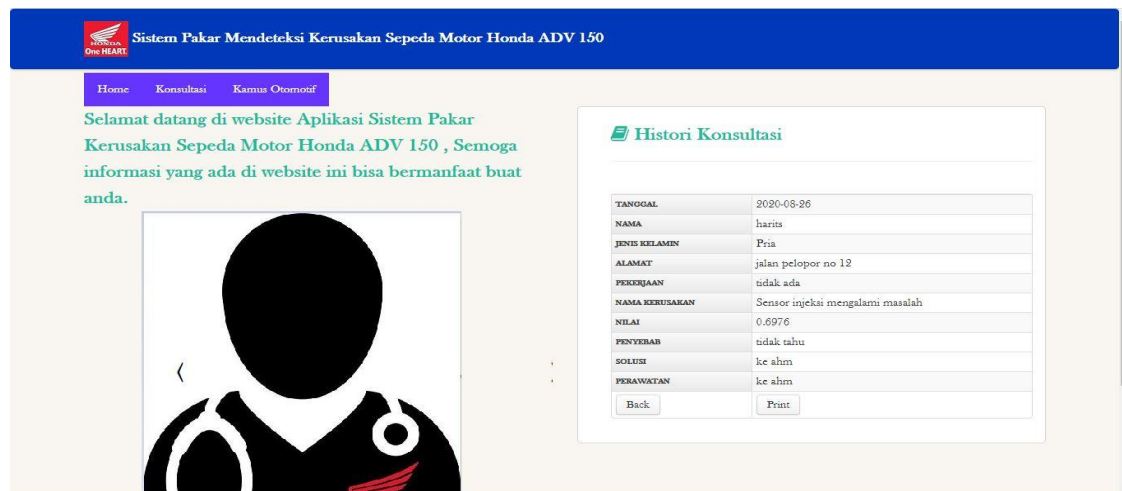 HONDA
One HEART.
Sistem Pakar Mendeteksi Kerusakan Sepeda Motor Honda ADV 150
Home Konsultasi Kamus Otomotif
Selamat datang di website Aplikasi Sistem Pakar
Kerusakan Sepeda Motor Honda ADV 150 , Semoga
informasi yang ada di website ini bisa bermanfaat buat
anda.
Histori Konsultasi
TANGGAL 2020-08-26
NAMA harits
JENIS KELAMIN Pria
ALAMAT jalan pelopor no 12
PEKERJAAN tidak ada
NAMA KERUSAKAN Sensor injeksi mengalami masalah
NILAI 0.6976
PENYEBAB tidak tahu
SOLUSI ke ahm
PERAWATAN ke ahm
Back Print